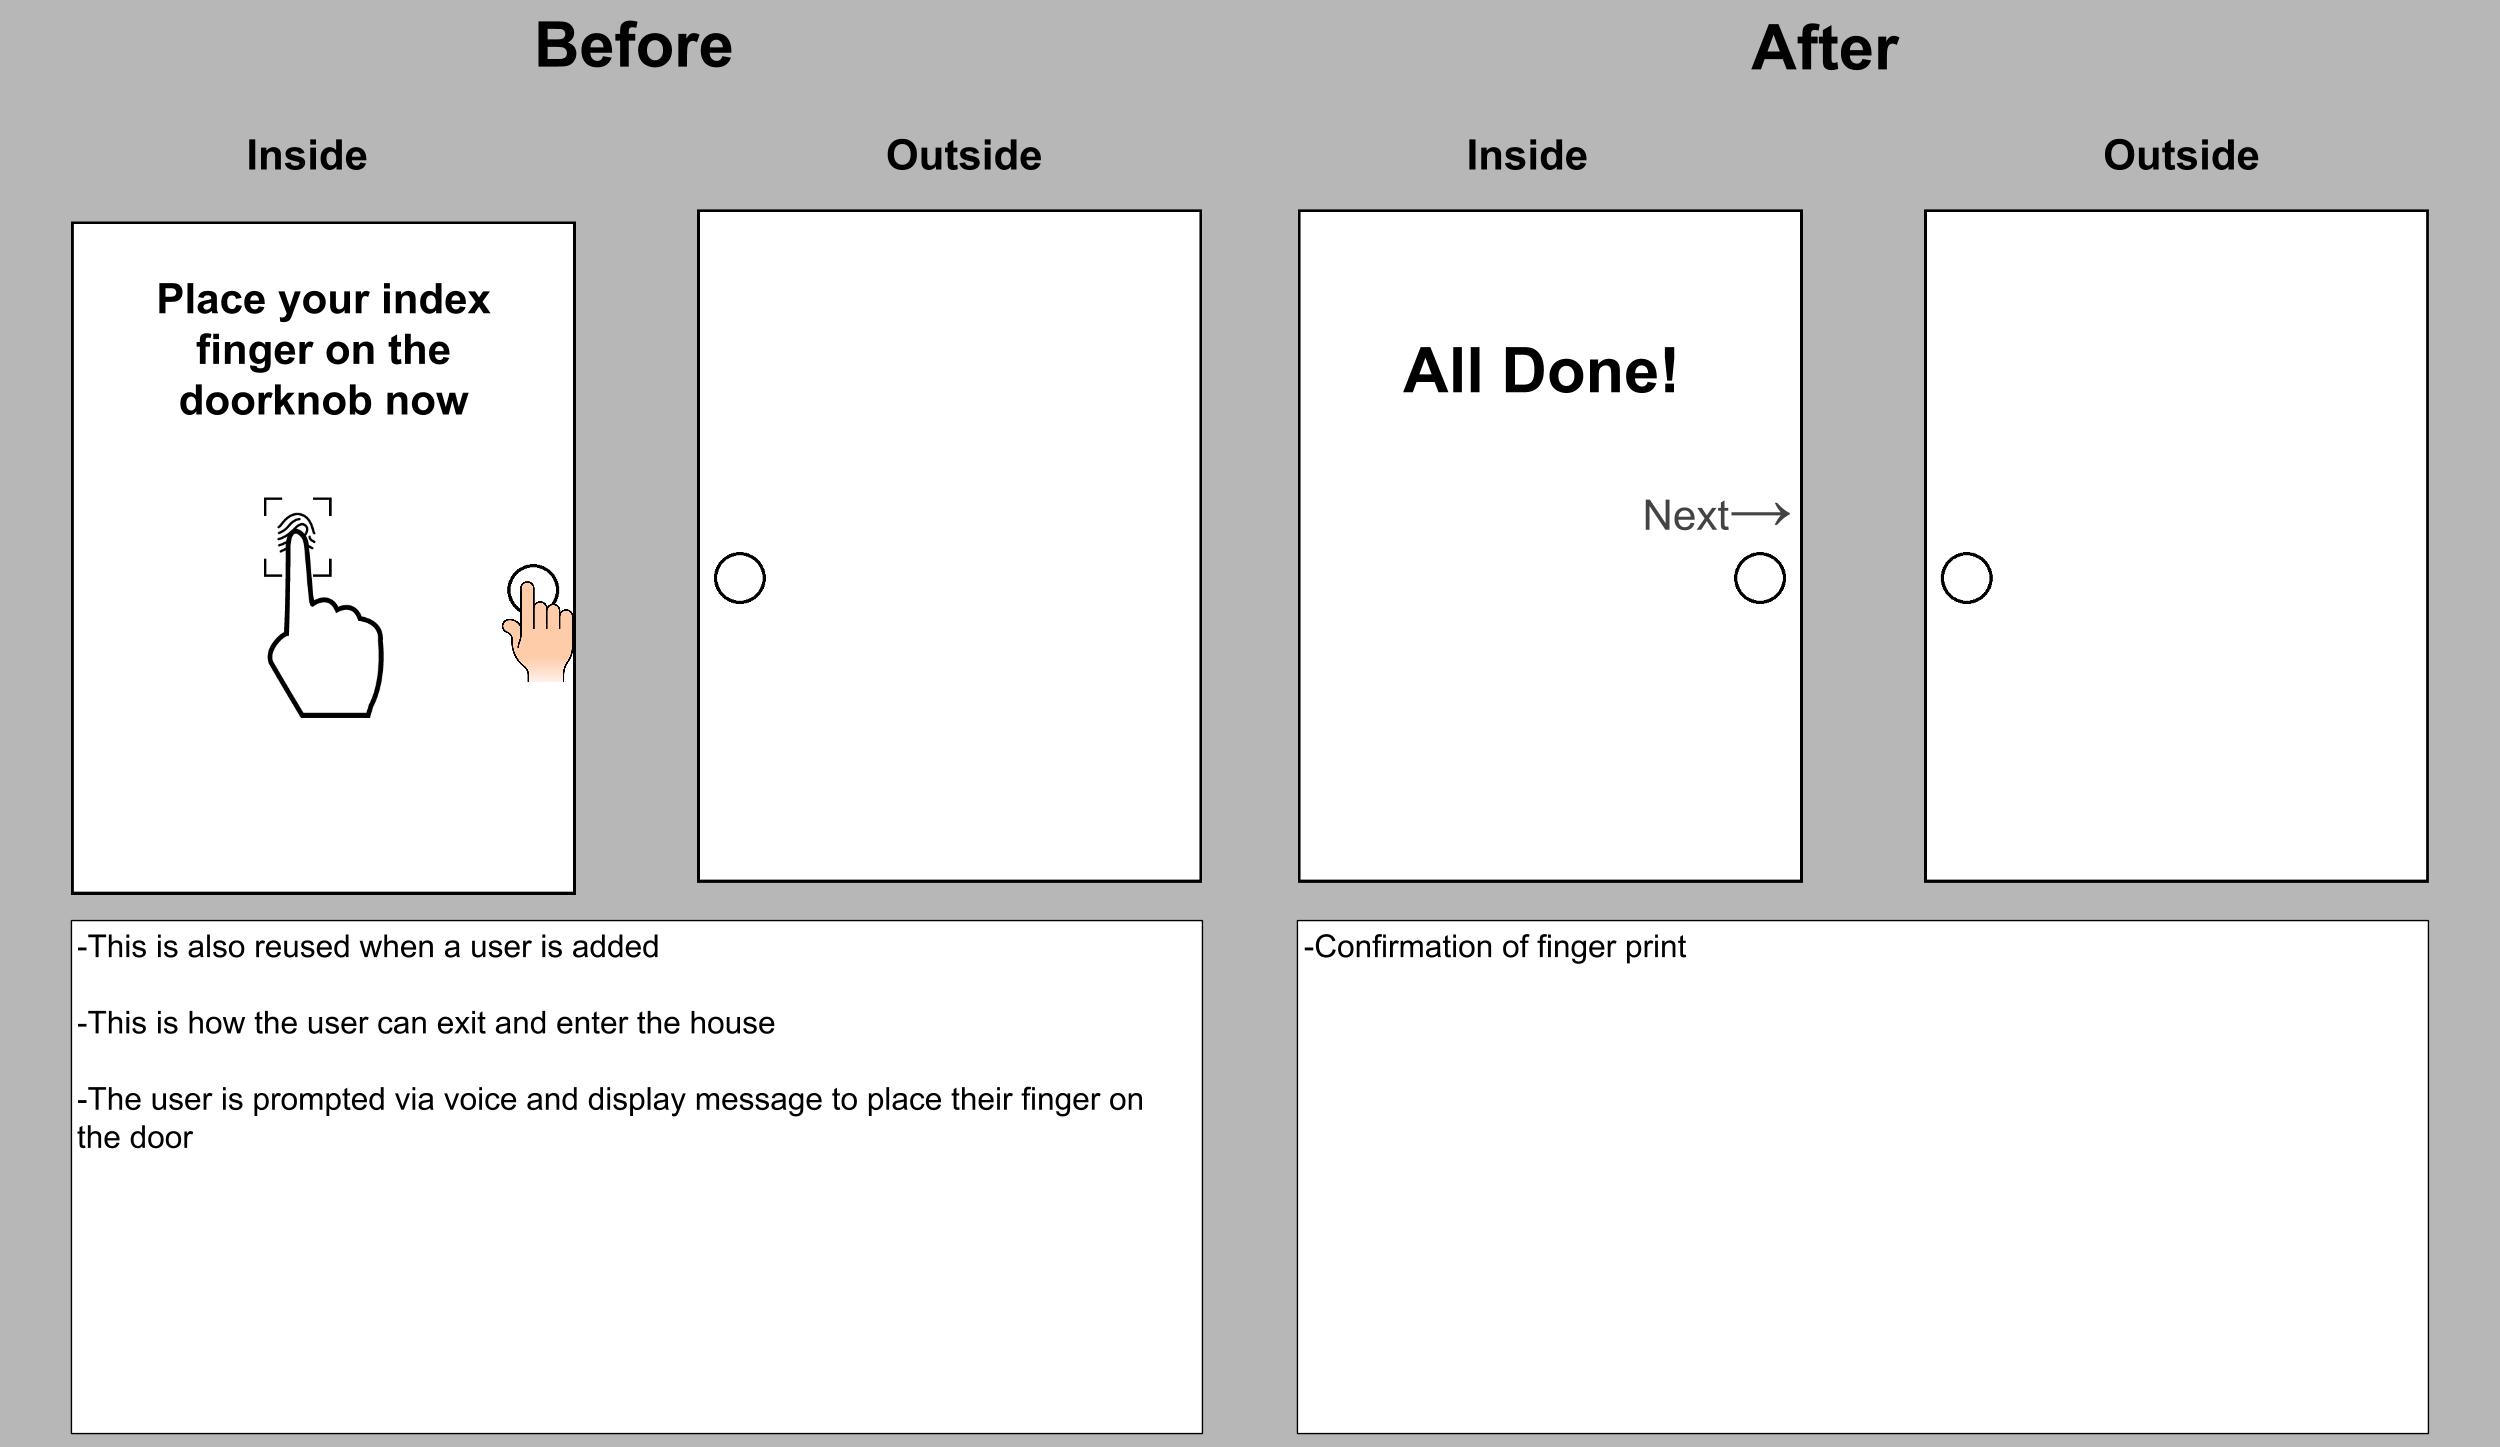 Before
After
Inside
Outside
Inside
Outside
Place your index
finger on the
doorknob now
All Done!
Next
-This is also reused when a user is added
-This is how the user can exit and enter the house
-The user is prompted via voice and display message to place their finger on
the door
-Confirmation of finger print